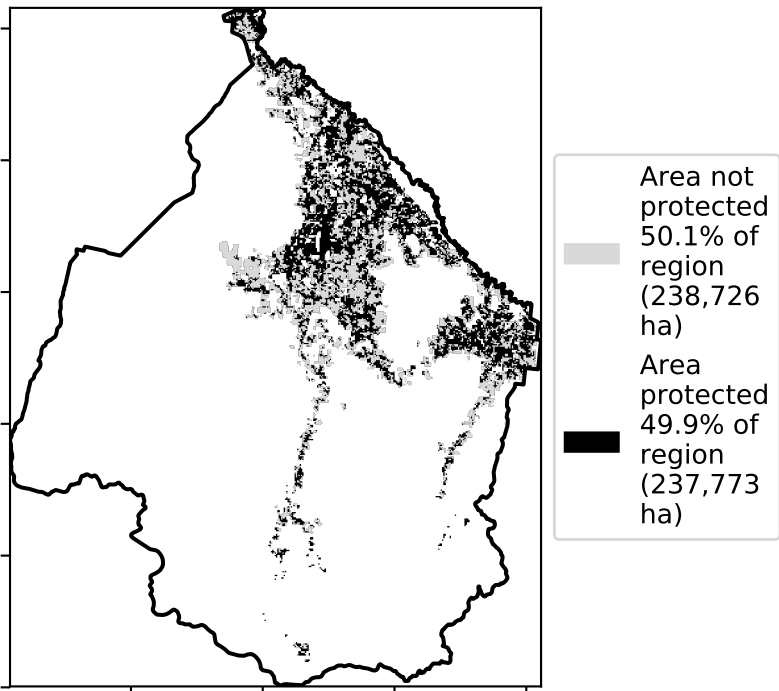 Area not
protected
50.1% of
region
(238,726
ha)
Area
protected
49.9% of
region
(237,773
ha)